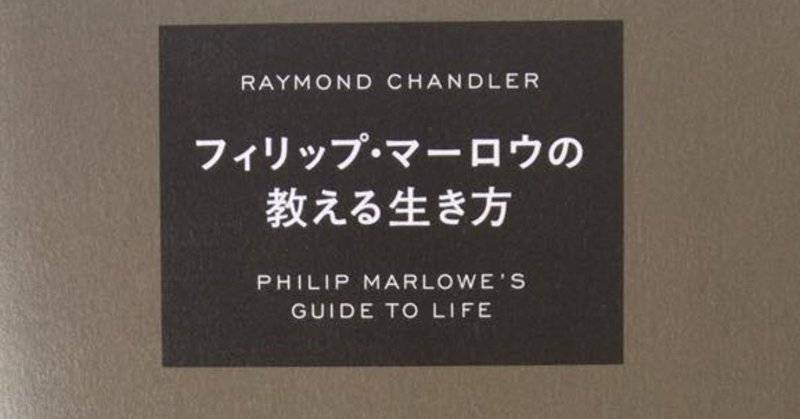 RAYMOND CHANDLER
フィリップ・マーロウの
教える生き方
PHILIP MARLOWE'S
GUIDE TO LIFE